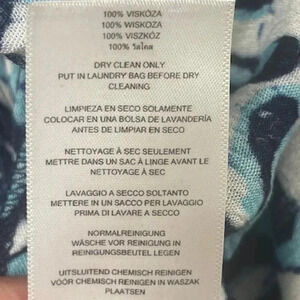 100% VISKÓZA
100% WISKOZA
100% VISZKÓZ
100% วิสโคส
DRY CLEAN ONLY
PUT IN LAUNDRY BAG BEFORE DRY
CLEANING
LIMPIEZA EN SECO SOLAMENTE
COLOCAR EN UNA BOLSA DE LAVANDERÍA
ANTES DE LIMPIAR EN SECO
NETTOYAGE À SEC SEULEMENT
METTRE DANS UN SAC À LINGE AVANT LE
NETTOYAGE À SEC
LAVAGGIO A SECCO SOLTANTO
METTERE IN UN SACCO PER LAVAGGIO
PRIMA DI LAVARE A SECCO
NORMALREINIGUNG
WÄSCHE VOR REINIGUNG IN
REINIGUNGSBEUTEL LEGEN
UITSLUITEND CHEMISCH REINIGEN
VÓÓR CHEMISCH REINIGEN IN WASZAK
PLAATSEN